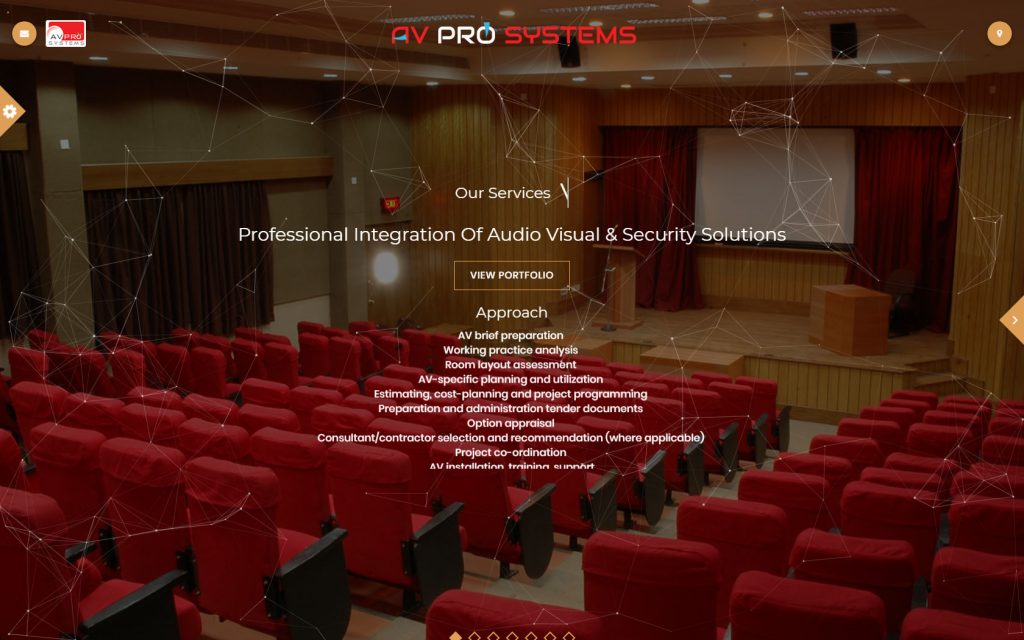 AV PRO
SYSTEMS
AV PRO SYSTEMS
EXIT
Our Services
Professional Integration Of Audio Visual & Security Solutions
VIEW PORTFOLIO
Approach
AV brief preparation
Working practice analysis
Room layout assessment
AV-specific planning and utilization
Estimating, cost-planning and project programming
Preparation and administration tender documents
Option appraisal
Consultant/contractor selection and recommendation (where applicable)
Project co-ordination
AV installation, training, support